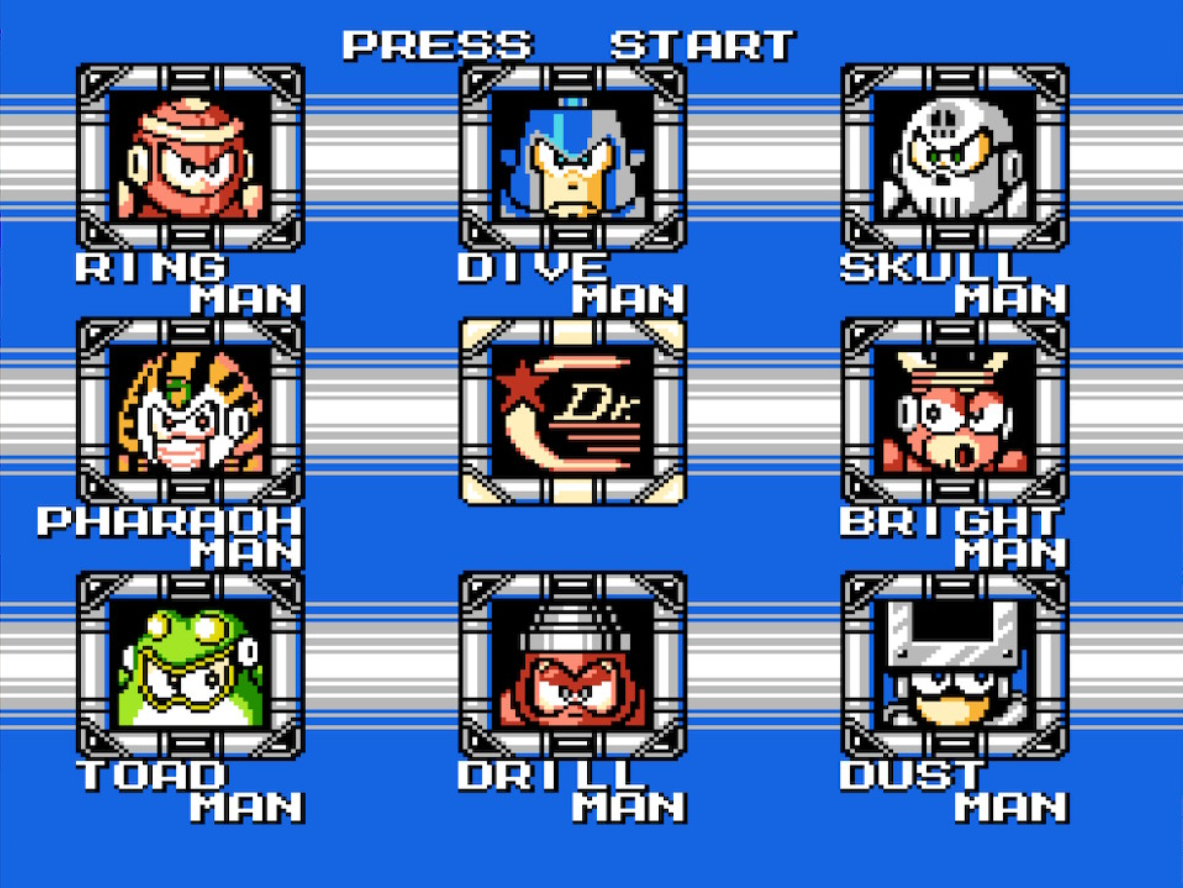 PRESS START
RING MAN
DIVE MAN
SKULL MAN
PHARAOH MAN
Dr.
BRIGHT MAN
TOAD MAN
DRILL MAN
DUST MAN